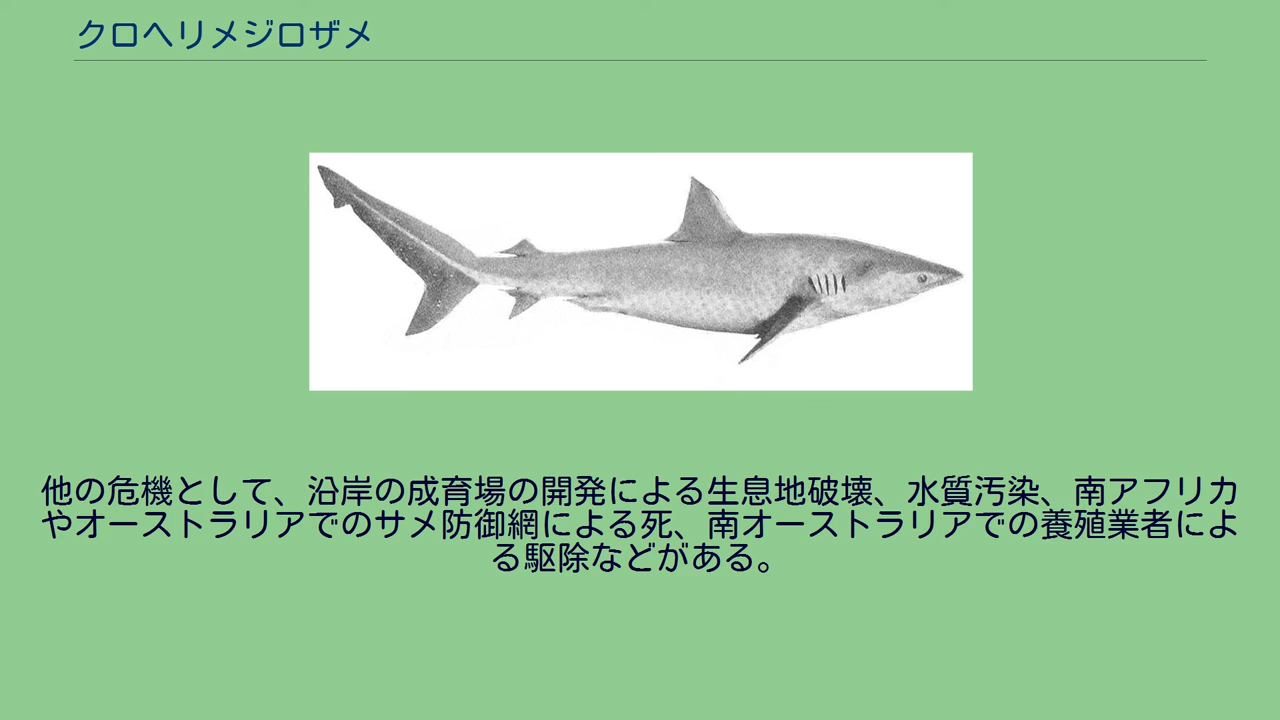 クロヘリメジロザメ
他の危機として、沿岸の成育場の開発による生息地破壊、水質汚染、南アフリカ
やオーストラリアでのサメ防御網による死、南オーストラリアでの養殖業者によ
る駆除などがある。